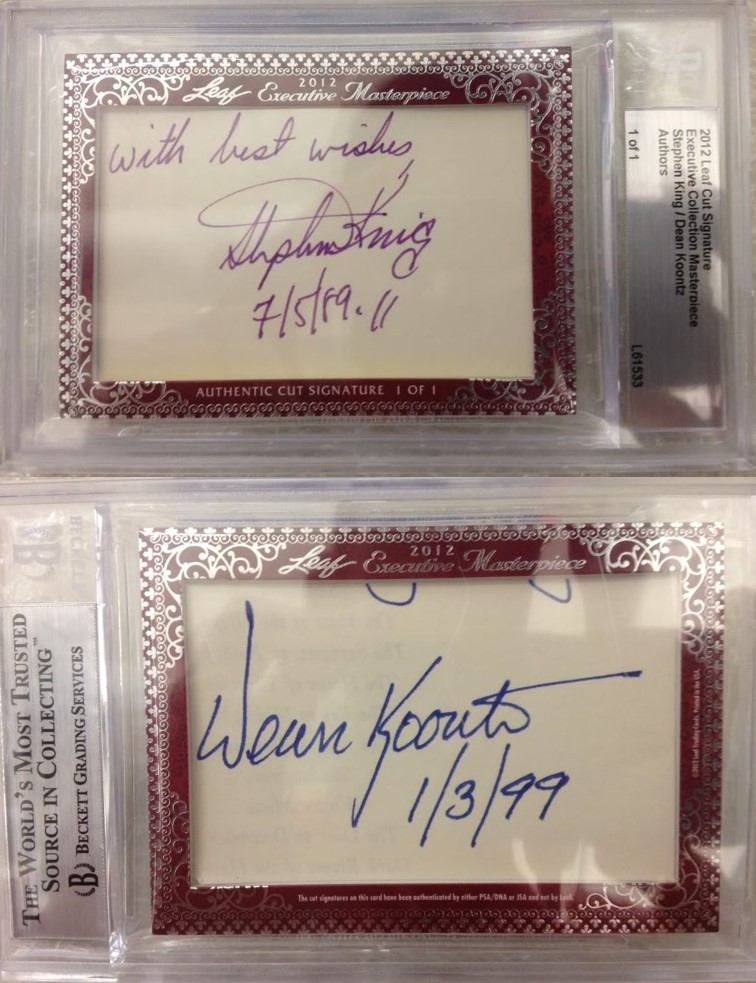 2012
Leaf Executive Masterpiece
with best wishes,
Stephen King
7/5/89.
AUTHENTIC CUT SIGNATURE 1 OF 1
2012 Leaf Cut Signature
Executive Collection Masterpiece
Stephen King / Dean Koontz
Authors
1 of 1
L61533
THE WORLD'S MOST TRUSTED
SOURCE IN COLLECTING™
B BECKETT GRADING SERVICES
2012
Leaf Executive Masterpiece
Dean Koontz
1/3/99
The cut signatures on this card have been authenticated by either PSA/DNA or JSA and not by Leaf.